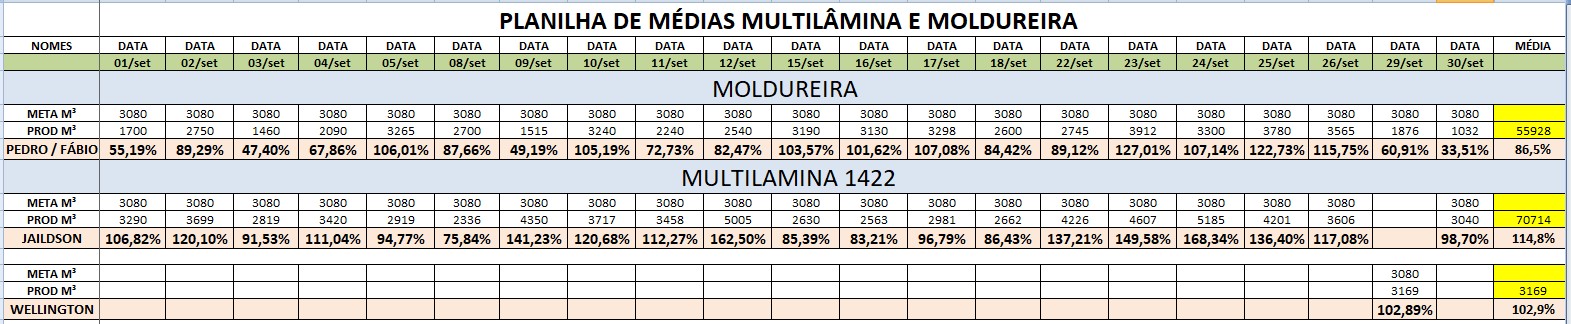 PLANILHA DE MÉDIAS MULTILÂMINA E MOLDUREIRA
NOMES DATA DATA DATA DATA DATA DATA DATA DATA DATA DATA DATA DATA DATA DATA DATA DATA DATA DATA DATA DATA DATA MÉDIA
01/set 02/set 03/set 04/set 05/set 08/set 09/set 10/set 11/set 12/set 15/set 16/set 17/set 18/set 22/set 23/set 24/set 25/set 26/set 29/set 30/set
MOLDUREIRA
META M³ 3080 3080 3080 3080 3080 3080 3080 3080 3080 3080 3080 3080 3080 3080 3080 3080 3080 3080 3080 3080 3080
PROD M³ 1700 2750 1460 2090 3265 2700 1515 3240 2240 2540 3190 3130 3298 2600 2745 3912 3300 3780 3565 1876 1032 55928
PEDRO / FÁBIO 55,19% 89,29% 47,40% 67,86% 106,01% 87,66% 49,19% 105,19% 72,73% 82,47% 103,57% 101,62% 107,08% 84,42% 89,12% 127,01% 107,14% 122,73% 115,75% 60,91% 33,51% 86,5%
MULTILAMINA 1422
META M³ 3080 3080 3080 3080 3080 3080 3080 3080 3080 3080 3080 3080 3080 3080 3080 3080 3080 3080 3080 3080
PROD M³ 3290 3699 2819 3420 2919 2336 4350 3717 3458 5005 2630 2563 2981 2662 4226 4607 5185 4201 3606 3040 70714
JAILDSON 106,82% 120,10% 91,53% 111,04% 94,77% 75,84% 141,23% 120,68% 112,27% 162,50% 85,39% 83,21% 96,79% 86,43% 137,21% 149,58% 168,34% 136,40% 117,08% 98,70% 114,8%
META M³ 3080
PROD M³ 3169 3169
WELLINGTON 102,89% 102,9%